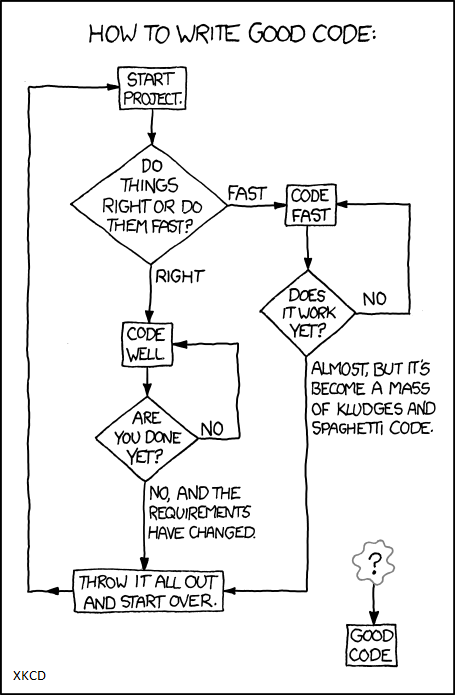 HOW TO WRITE GOOD CODE:
START
PROJECT.
DO
THINGS
RIGHT OR DO
THEM FAST?
FAST
CODE
FAST
RIGHT
DOES
IT WORK
YET?
NO
CODE
WELL
ALMOST, BUT IT'S
BECOME A MASS
OF KLUDGES AND
SPAGHETTI CODE.
ARE
YOU DONE
YET?
NO
NO, AND THE
REQUIREMENTS
HAVE CHANGED.
THROW IT ALL OUT
AND START OVER.
?
GOOD
CODE
XKCD